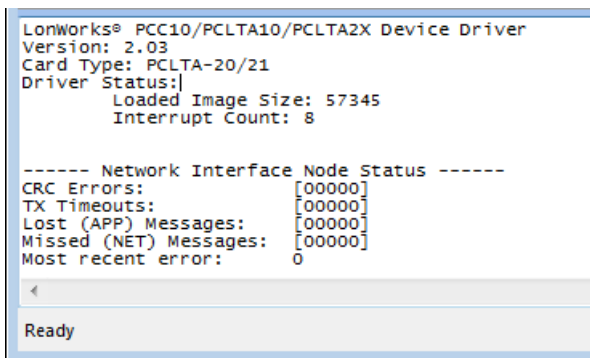 LonWorks® PCC10/PCLTA10/PCLTA2X Device Driver
Version: 2.03
Card Type: PCLTA-20/21
Driver Status:
Loaded Image Size: 57345
Interrupt Count: 8
------ Network Interface Node Status ------
CRC Errors: [00000]
TX Timeouts: [00000]
Lost (APP) Messages: [00000]
Missed (NET) Messages: [00000]
Most recent error: 0
Ready